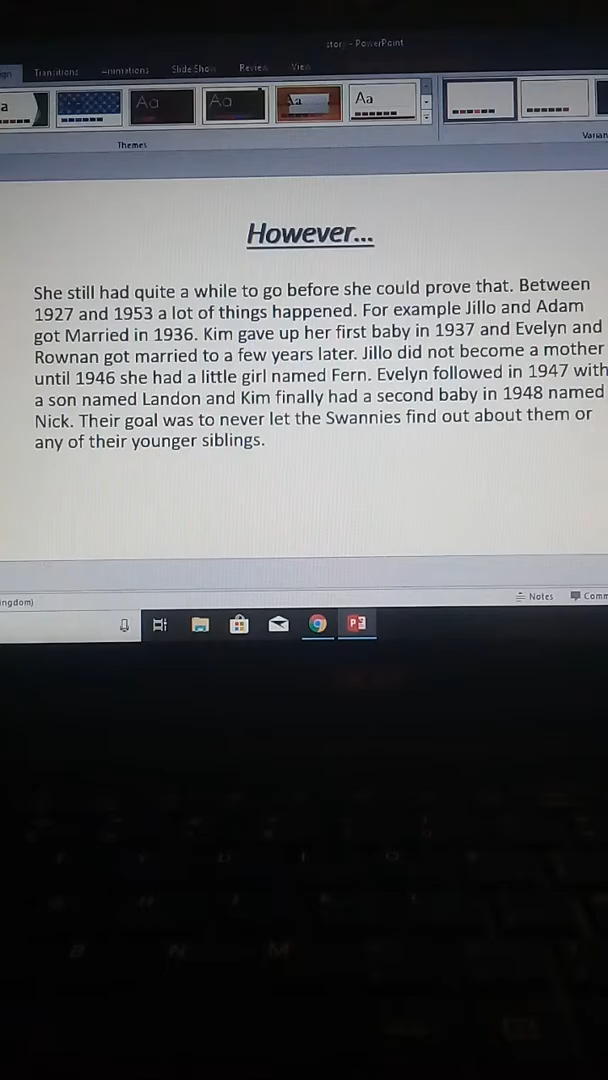 story - PowerPoint
Transitions Animations Slide Show Review View
Aa Aa Aa Aa
Themes
However...
She still had quite a while to go before she could prove that. Between
1927 and 1953 a lot of things happened. For example Jillo and Adam
got Married in 1936. Kim gave up her first baby in 1937 and Evelyn and
Rownan got married to a few years later. Jillo did not become a mother
until 1946 she had a little girl named Fern. Evelyn followed in 1947 with
a son named Landon and Kim finally had a second baby in 1948 named
Nick. Their goal was to never let the Swannies find out about them or
any of their younger siblings.
Notes